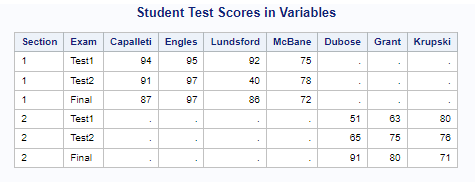 Student Test Scores in Variables
Section Exam Capalleti Engles Lundsford McBane Dubose Grant Krupski
1 Test1 94 95 92 75 . . .
1 Test2 91 97 40 78 . . .
1 Final 87 97 86 72 . . .
2 Test1 . . . . 51 63 80
2 Test2 . . . . 65 75 76
2 Final . . . . 91 80 71